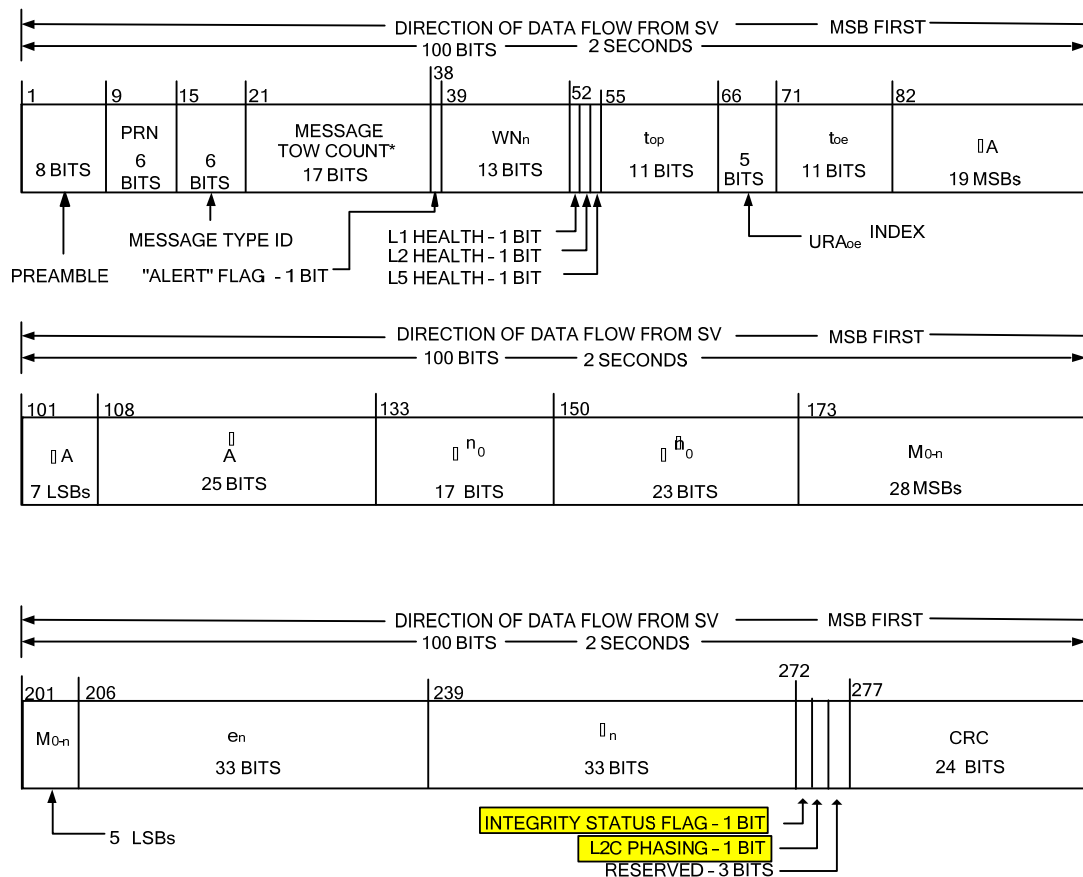 DIRECTION OF DATA FLOW FROM SV MSB FIRST
100 BITS 2 SECONDS
38
1 9 15 21 39 52 55 66 71 82
PRN MESSAGE WNn top toe ▯A
TOW COUNT*
8 BITS 6 BITS 6 BITS 17 BITS 13 BITS 11 BITS 5 BITS 11 BITS 19 MSBs
MESSAGE TYPE ID
L1 HEALTH - 1 BIT
L2 HEALTH - 1 BIT
L5 HEALTH - 1 BIT
URAoe INDEX
PREAMBLE
"ALERT" FLAG - 1 BIT
DIRECTION OF DATA FLOW FROM SV MSB FIRST
100 BITS 2 SECONDS
101 108 133 150 173
▯A ▯A ▯n0 ▯▯n0 M0-n
7 LSBs 25 BITS 17 BITS 23 BITS 28 MSBs
DIRECTION OF DATA FLOW FROM SV MSB FIRST
100 BITS 2 SECONDS
272
201 206 239 277
M0-n en ▯n CRC
33 BITS 33 BITS 24 BITS
5 LSBs
INTEGRITY STATUS FLAG - 1 BIT
L2C PHASING - 1 BIT
RESERVED - 3 BITS